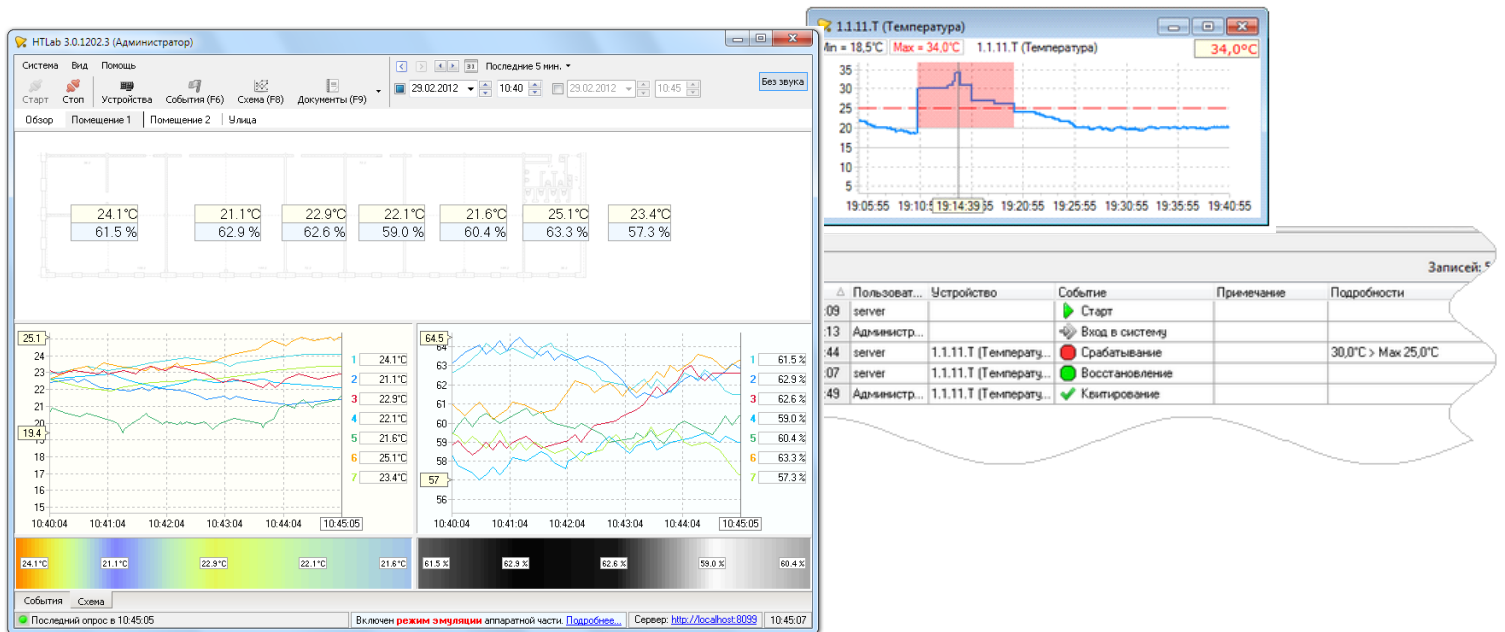 HTLab 3.0.1202.3 (Администратор)
Система Вид Помощь
Старт Стоп Устройства События (F6) Схема (F8) Документы (F9)
31 Последние 5 мин.
29.02.2012 10:40 29.02.2012 10:45
Без звука
Обзор Помещение 1 Помещение 2 Улица
24.1°C 21.1°C 22.9°C 22.1°C 21.6°C 25.1°C 23.4°C
61.5 % 62.9 % 62.6 % 59.0 % 60.4 % 63.3 % 57.3 %
25.1
24
23
22
21
20
19.4
18
17
16
15
10:40:04 10:41:04 10:42:04 10:43:04 10:44:04 10:45:05
1 24.1°C
2 21.1°C
3 22.9°C
4 22.1°C
5 21.6°C
6 25.1°C
7 23.4°C
64.5
64
63
62
61
60
59
58
57
56
10:40:04 10:41:04 10:42:04 10:43:04 10:44:04 10:45:05
1 61.5 %
2 62.9 %
3 62.6 %
4 59.0 %
5 60.4 %
6 63.3 %
7 57.3 %
24.1°C 21.1°C 22.9°C 22.1°C 21.6°C
61.5 % 62.9 % 62.6 % 59.0 % 60.4 %
События Схема
Последний опрос в 10:45:05
Включен режим эмуляции аппаратной части. Подробнее...
Сервер: http://localhost:8099
10:45:07
1.1.11.T (Температура)
Min = 18,5°C Max = 34,0°C 1.1.11.T (Температура) 34,0°C
35
30
25
20
15
10
5
19:05:55 19:14:39 19:20:55 19:25:55 19:30:55 19:35:55 19:40:55
Записей:
Пользоват... Устройство Событие Примечание Подробности
:09 server Старт
:13 Администр... Вход в систему
:44 server 1.1.11.T (Температу... Срабатывание 30,0°C > Max 25,0°C
:07 server 1.1.11.T (Температу... Восстановление
:49 Администр... 1.1.11.T (Температу... Квитирование